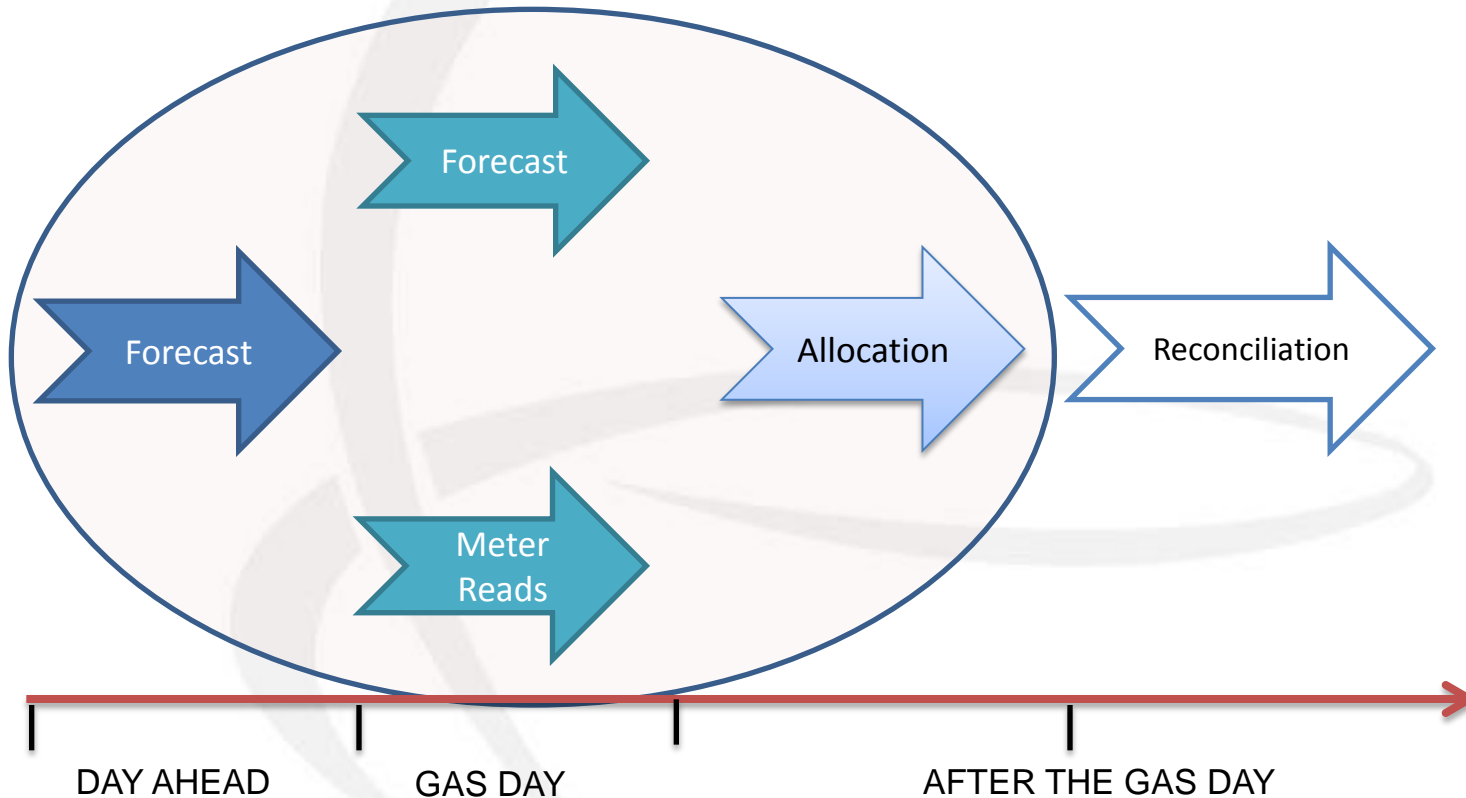 Forecast
Forecast
Allocation
Reconciliation
Meter
Reads
DAY AHEAD
GAS DAY
AFTER THE GAS DAY